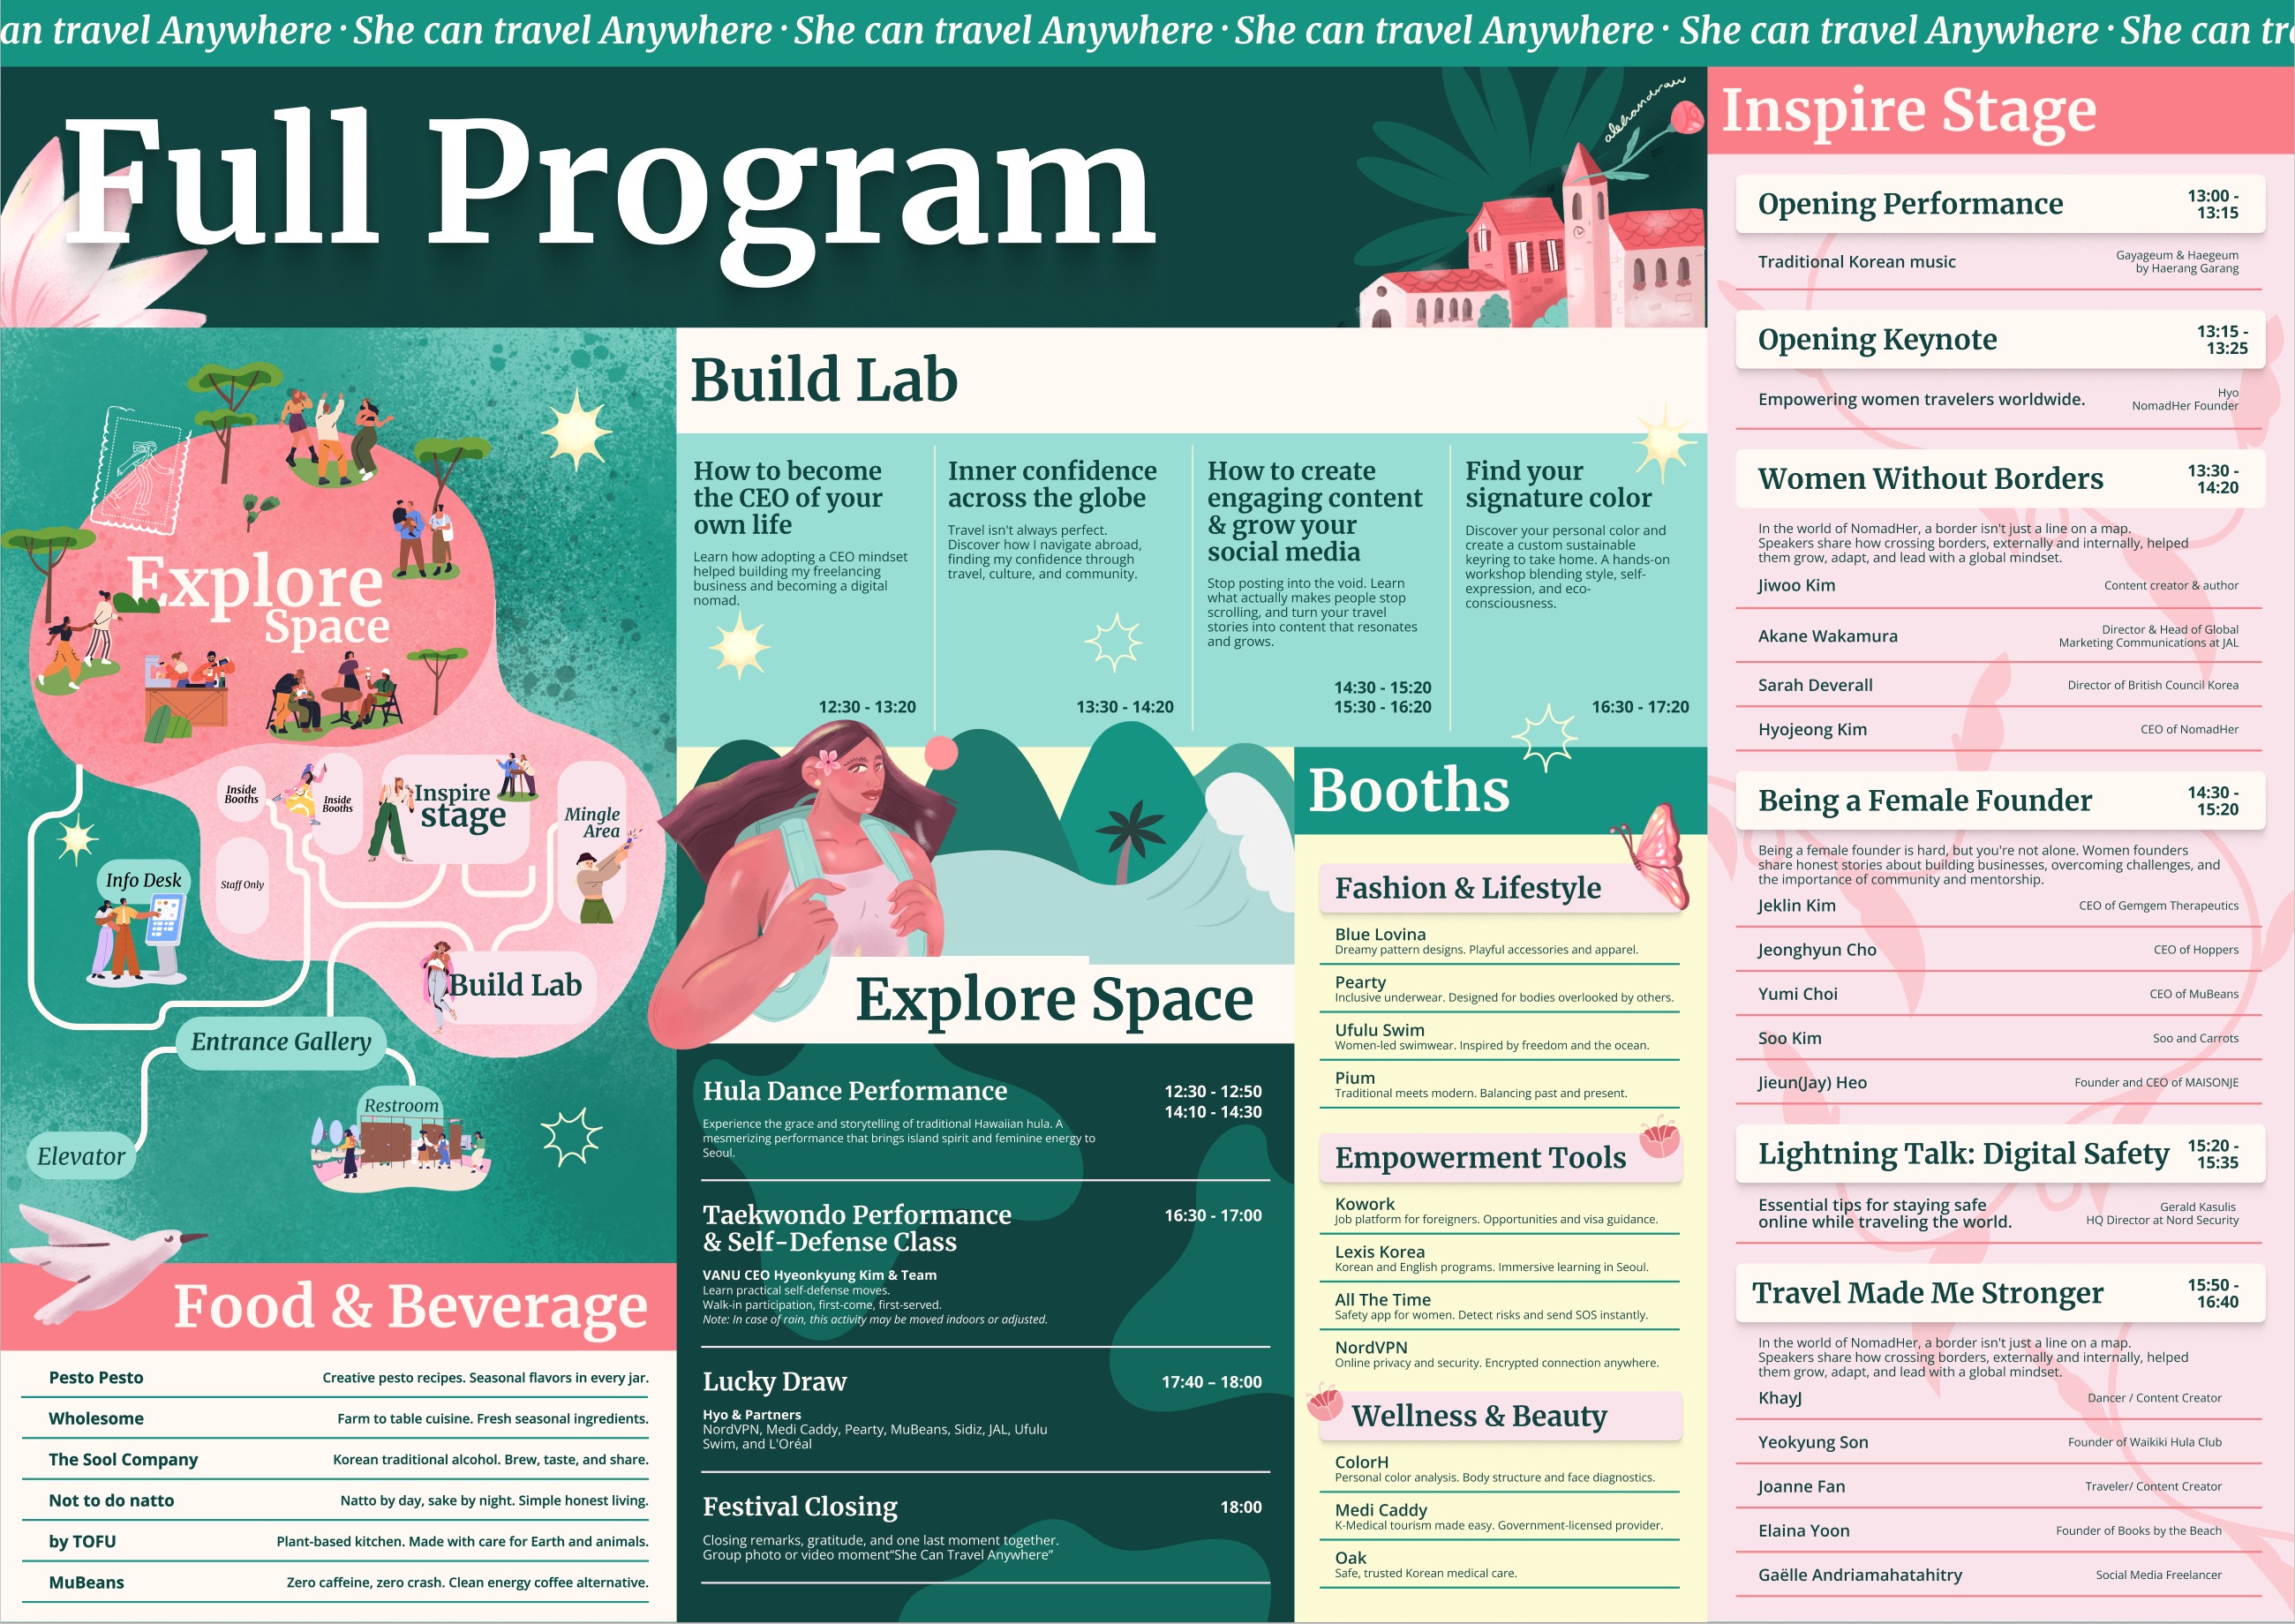 an travel Anywhere · She can travel Anywhere · She can travel Anywhere · She can travel Anywhere · She can travel Anywhere · She can tr
Full Program
alehandraw
Explore
Space
Inside
Booths
Inside
Booths
Inspire
stage
Mingle
Area
Info Desk
Staff Only
Build Lab
Entrance Gallery
Restroom
Elevator
Food & Beverage
Pesto Pesto Creative pesto recipes. Seasonal flavors in every jar.
Wholesome Farm to table cuisine. Fresh seasonal ingredients.
The Sool Company Korean traditional alcohol. Brew, taste, and share.
Not to do natto Natto by day, sake by night. Simple honest living.
by TOFU Plant-based kitchen. Made with care for Earth and animals.
MuBeans Zero caffeine, zero crash. Clean energy coffee alternative.
Build Lab
How to become
the CEO of your
own life
Learn how adopting a CEO mindset
helped building my freelancing
business and becoming a digital
nomad.
12:30 - 13:20
Inner confidence
across the globe
Travel isn't always perfect.
Discover how I navigate abroad,
finding my confidence through
travel, culture, and community.
13:30 - 14:20
How to create
engaging content
& grow your
social media
Stop posting into the void. Learn
what actually makes people stop
scrolling, and turn your travel
stories into content that resonates
and grows.
14:30 - 15:20
15:30 - 16:20
Find your
signature color
Discover your personal color and
create a custom sustainable
keyring to take home. A hands-on
workshop blending style, self-
expression, and eco-
consciousness.
16:30 - 17:20
Explore Space
Hula Dance Performance
12:30 - 12:50
14:10 - 14:30
Experience the grace and storytelling of traditional Hawaiian hula. A
mesmerizing performance that brings island spirit and feminine energy to
Seoul.
Taekwondo Performance
& Self-Defense Class
16:30 - 17:00
VANU CEO Hyeonkyung Kim & Team
Learn practical self-defense moves.
Walk-in participation, first-come, first-served.
Note: In case of rain, this activity may be moved indoors or adjusted.
Lucky Draw 17:40 – 18:00
Hyo & Partners
NordVPN, Medi Caddy, Pearty, MuBeans, Sidiz, JAL, Ufulu
Swim, and L'Oréal
Festival Closing 18:00
Closing remarks, gratitude, and one last moment together.
Group photo or video moment“She Can Travel Anywhere”
Booths
Fashion & Lifestyle
Blue Lovina
Dreamy pattern designs. Playful accessories and apparel.
Pearty
Inclusive underwear. Designed for bodies overlooked by others.
Ufulu Swim
Women-led swimwear. Inspired by freedom and the ocean.
Pium
Traditional meets modern. Balancing past and present.
Empowerment Tools
Kowork
Job platform for foreigners. Opportunities and visa guidance.
Lexis Korea
Korean and English programs. Immersive learning in Seoul.
All The Time
Safety app for women. Detect risks and send SOS instantly.
NordVPN
Online privacy and security. Encrypted connection anywhere.
Wellness & Beauty
ColorH
Personal color analysis. Body structure and face diagnostics.
Medi Caddy
K-Medical tourism made easy. Government-licensed provider.
Oak
Safe, trusted Korean medical care.
Inspire Stage
Opening Performance
13:00 -
13:15
Traditional Korean music
Gayageum & Haegeum
by Haerang Garang
Opening Keynote
13:15 -
13:25
Empowering women travelers worldwide.
Hyo
NomadHer Founder
Women Without Borders
13:30 -
14:20
In the world of NomadHer, a border isn't just a line on a map.
Speakers share how crossing borders, externally and internally, helped
them grow, adapt, and lead with a global mindset.
Jiwoo Kim Content creator & author
Akane Wakamura
Director & Head of Global
Marketing Communications at JAL
Sarah Deverall Director of British Council Korea
Hyojeong Kim CEO of NomadHer
Being a Female Founder
14:30 -
15:20
Being a female founder is hard, but you're not alone. Women founders
share honest stories about building businesses, overcoming challenges, and
the importance of community and mentorship.
Jeklin Kim CEO of Gemgem Therapeutics
Jeonghyun Cho CEO of Hoppers
Yumi Choi CEO of MuBeans
Soo Kim Soo and Carrots
Jieun(Jay) Heo Founder and CEO of MAISONJE
Lightning Talk: Digital Safety
15:20 -
15:35
Essential tips for staying safe
online while traveling the world.
Gerald Kasulis
HQ Director at Nord Security
Travel Made Me Stronger
15:50 -
16:40
In the world of NomadHer, a border isn't just a line on a map.
Speakers share how crossing borders, externally and internally, helped
them grow, adapt, and lead with a global mindset.
KhayJ Dancer / Content Creator
Yeokyung Son Founder of Waikiki Hula Club
Joanne Fan Traveler/ Content Creator
Elaina Yoon Founder of Books by the Beach
Gaëlle Andriamahatahitry Social Media Freelancer